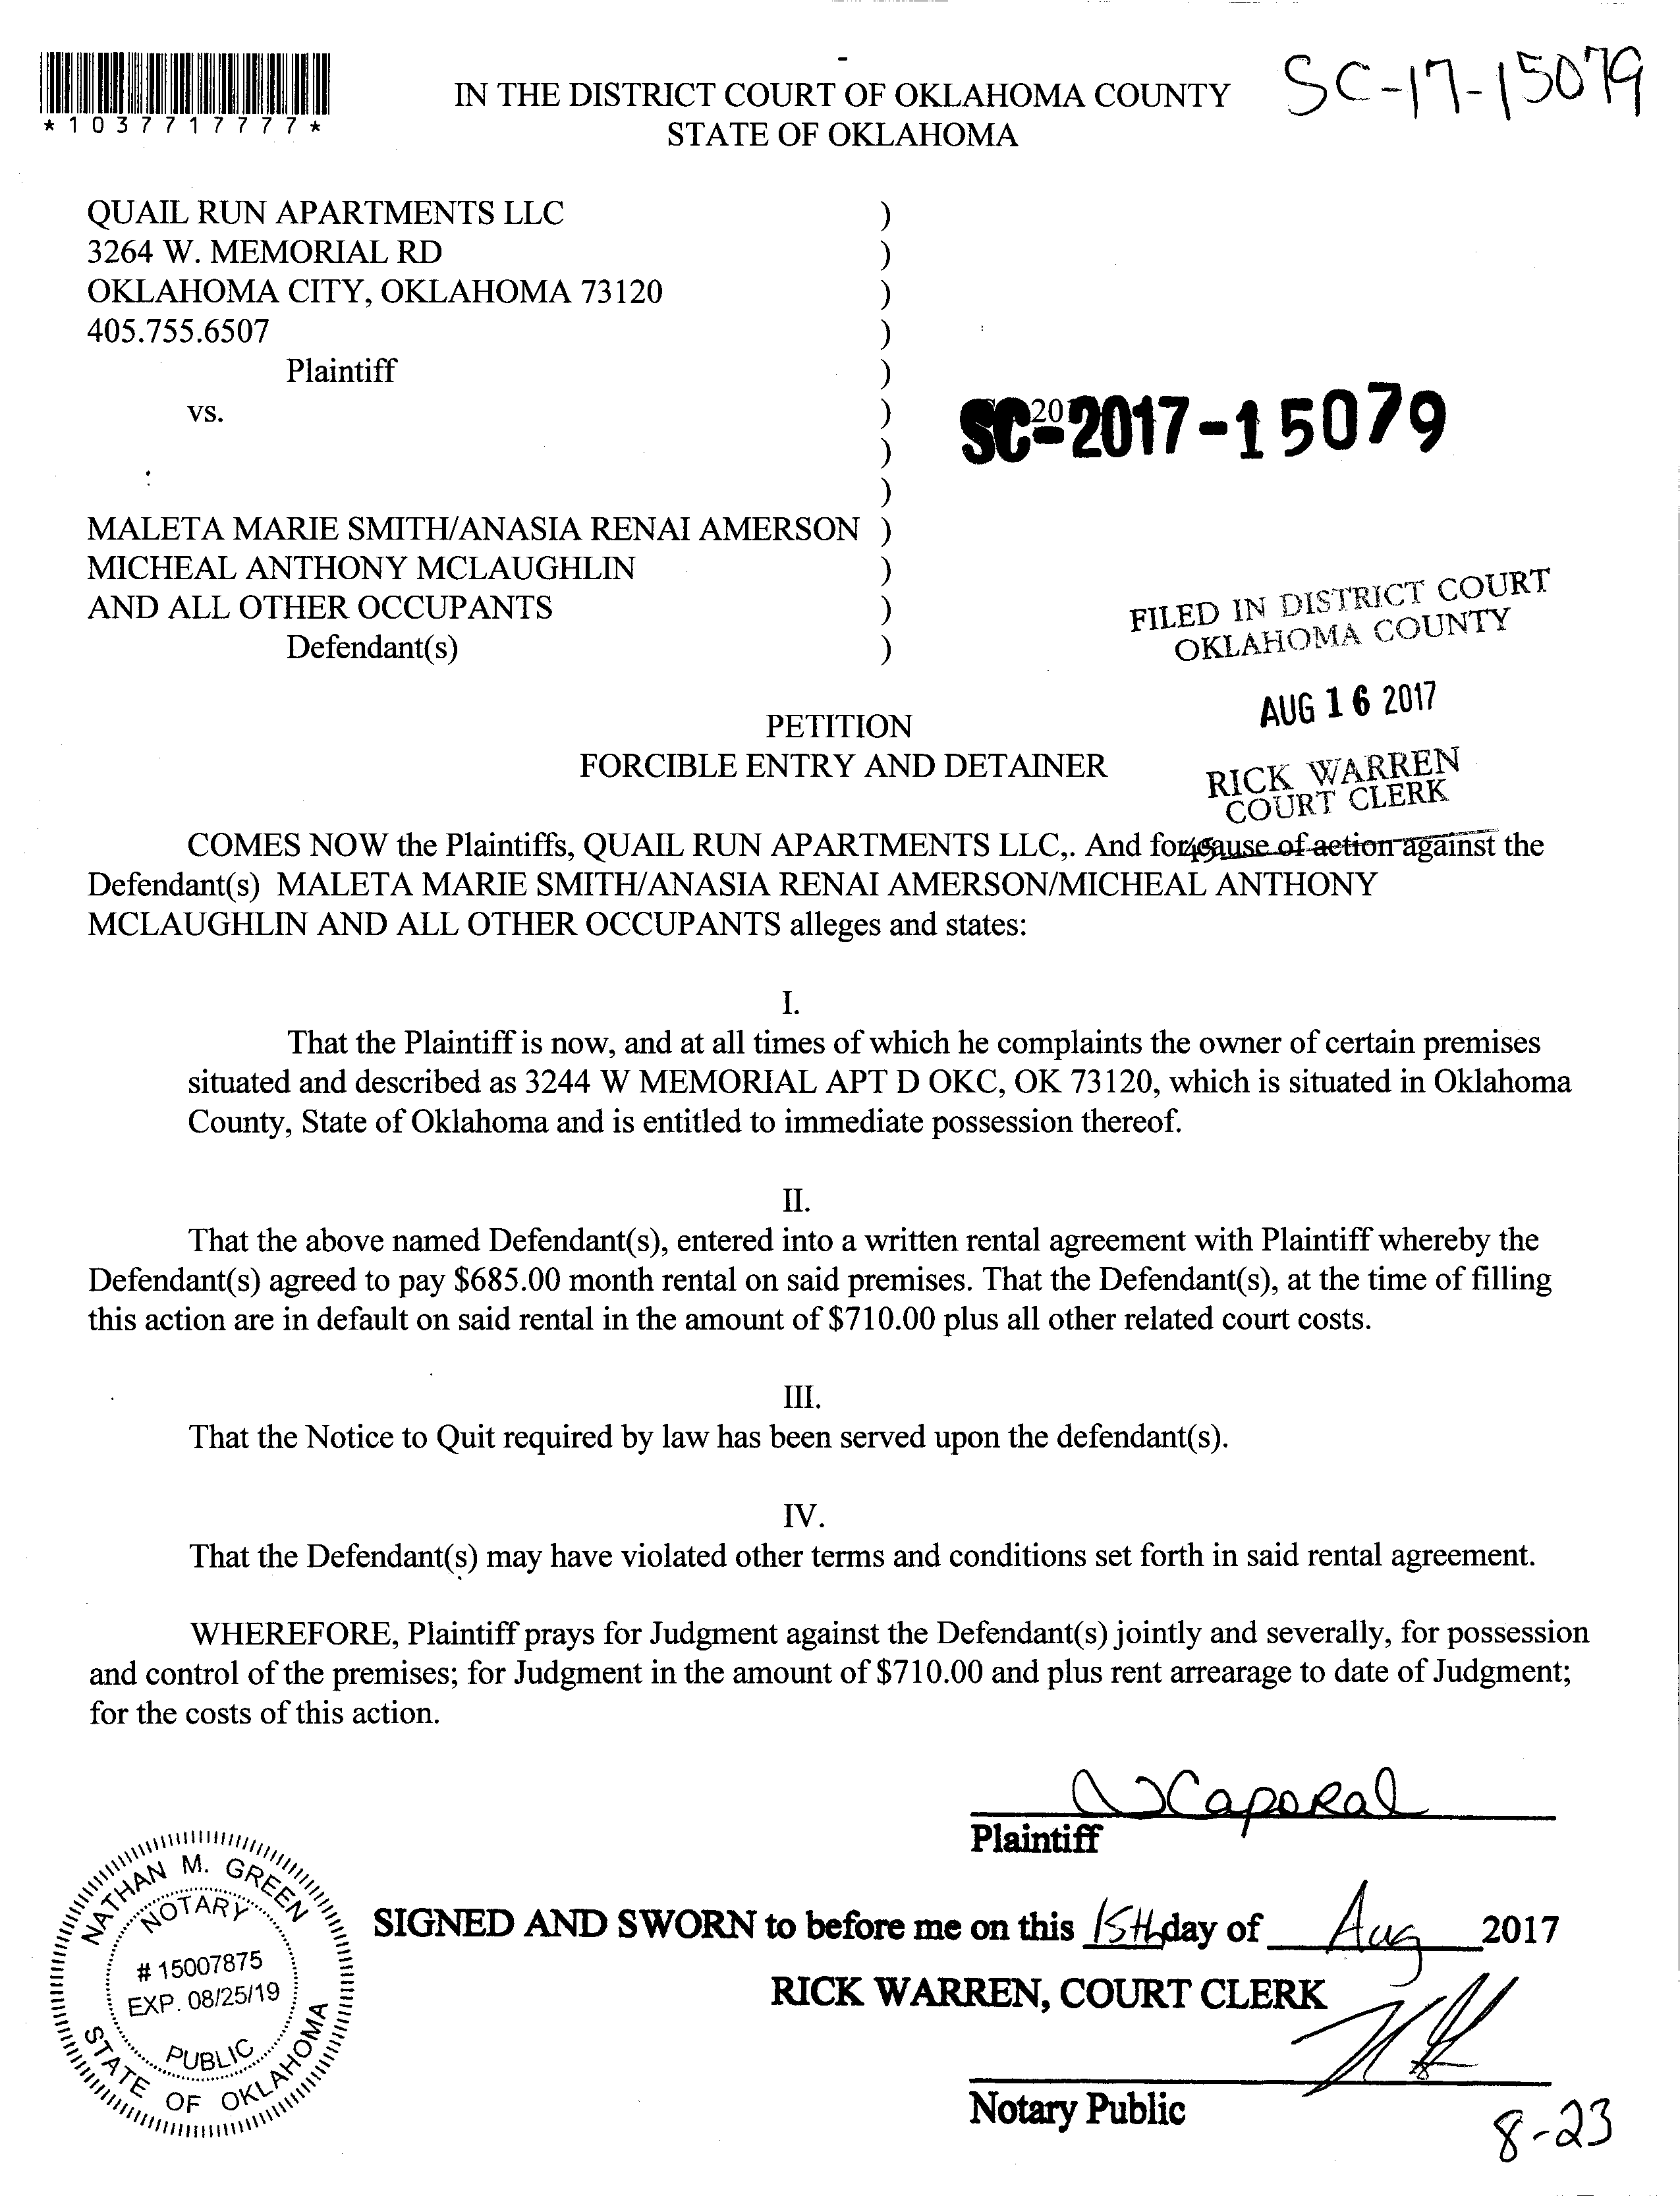 *1037717777*
SC-17-15079
IN THE DISTRICT COURT OF OKLAHOMA COUNTY
STATE OF OKLAHOMA
QUAIL RUN APARTMENTS LLC )
3264 W. MEMORIAL RD )
OKLAHOMA CITY, OKLAHOMA 73120 )
405.755.6507 )
Plaintiff )
vs. )
)
)
SC-2017-15079
MALETA MARIE SMITH/ANASIA RENAI AMERSON )
MICHEAL ANTHONY MCLAUGHLIN )
AND ALL OTHER OCCUPANTS )
Defendant(s) )
FILED IN DISTRICT COURT
OKLAHOMA COUNTY
AUG 16 2017
RICK WARREN
COURT CLERK
45
PETITION
FORCIBLE ENTRY AND DETAINER
COMES NOW the Plaintiffs, QUAIL RUN APARTMENTS LLC,. And for cause of action against the
Defendant(s) MALETA MARIE SMITH/ANASIA RENAI AMERSON/MICHEAL ANTHONY
MCLAUGHLIN AND ALL OTHER OCCUPANTS alleges and states:
I.
That the Plaintiff is now, and at all times of which he complaints the owner of certain premises
situated and described as 3244 W MEMORIAL APT D OKC, OK 73120, which is situated in Oklahoma
County, State of Oklahoma and is entitled to immediate possession thereof.
II.
That the above named Defendant(s), entered into a written rental agreement with Plaintiff whereby the
Defendant(s) agreed to pay $685.00 month rental on said premises. That the Defendant(s), at the time of filling
this action are in default on said rental in the amount of $710.00 plus all other related court costs.
III.
That the Notice to Quit required by law has been served upon the defendant(s).
IV.
That the Defendant(s) may have violated other terms and conditions set forth in said rental agreement.
WHEREFORE, Plaintiff prays for Judgment against the Defendant(s) jointly and severally, for possession
and control of the premises; for Judgment in the amount of $710.00 and plus rent arrearage to date of Judgment;
for the costs of this action.
Caporal
Plaintiff
NATHAN M. GREEN
NOTARY
# 15007875
EXP. 08/25/19
PUBLIC
STATE OF OKLAHOMA
SIGNED AND SWORN to before me on this 15th day of Aug 2017
RICK WARREN, COURT CLERK
Notary Public
8-23